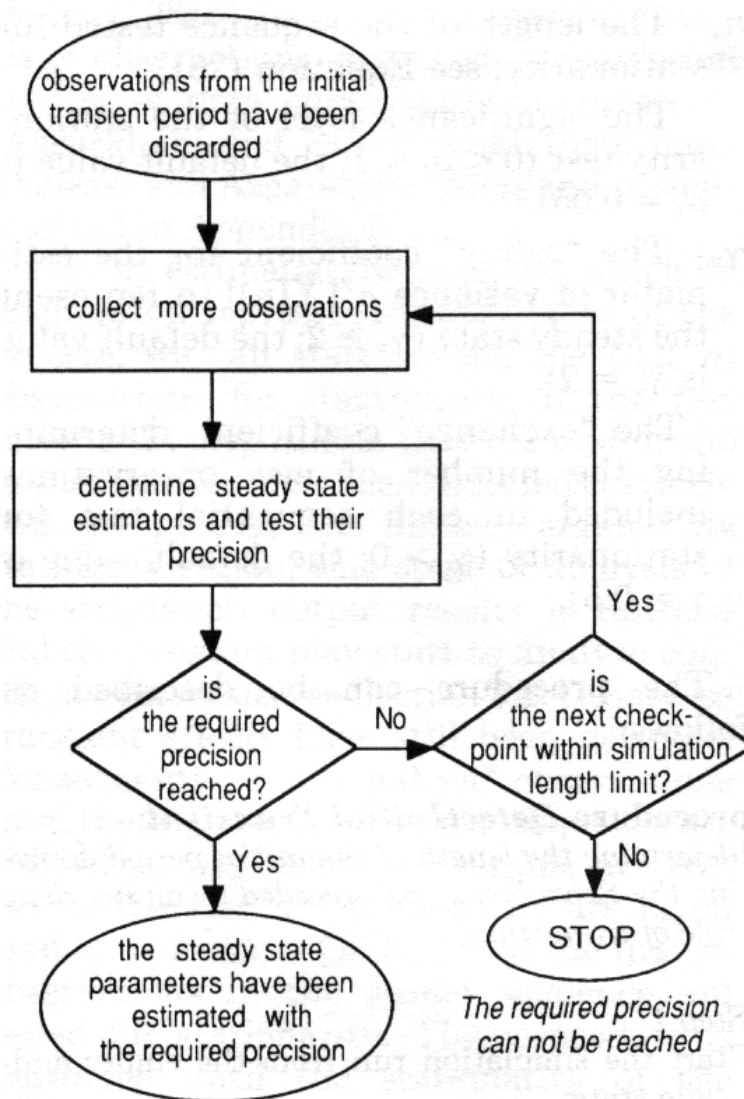 observations from the initial
transient period have been
discarded
collect more observations
determine steady state
estimators and test their
precision
Yes
is
the required
precision
reached?
No
is
the next check-
point within simulation
length limit?
Yes
No
the steady state
parameters have been
estimated with
the required precision
STOP
The required precision
can not be reached